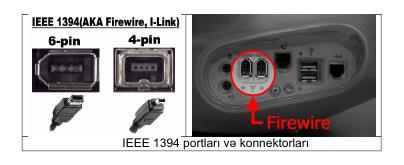 IEEE 1394(AKA Firewire, I-Link)
6-pin
4-pin
Firewire
IEEE 1394 portları və konnektorları